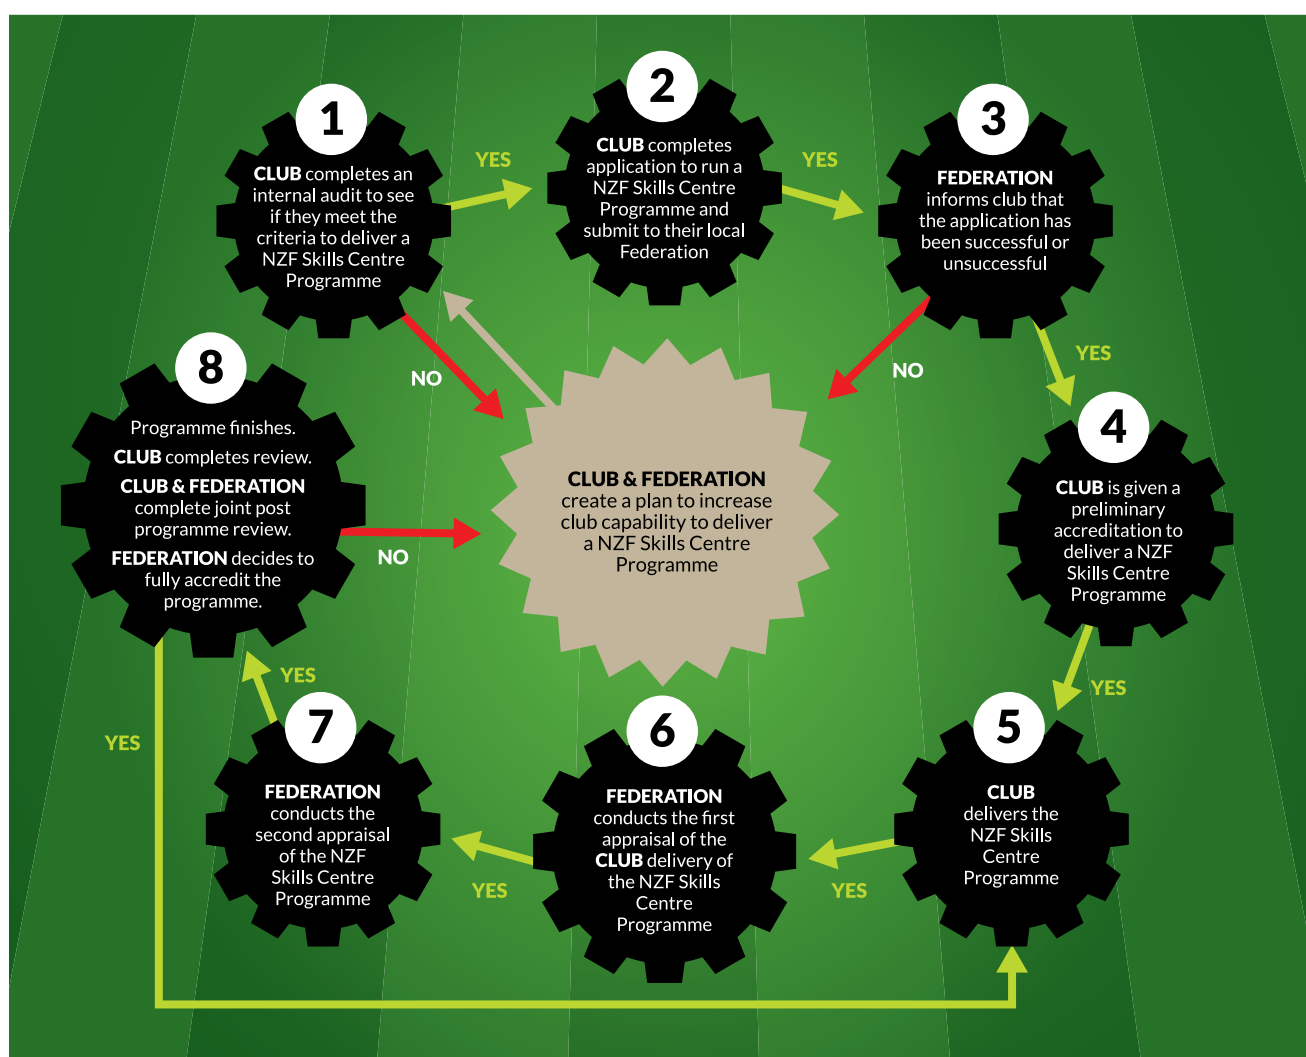 1
CLUB completes an
internal audit to see
if they meet the
criteria to deliver a
NZF Skills Centre
Programme
YES
NO
2
CLUB completes
application to run a
NZF Skills Centre
Programme and
submit to their local
Federation
YES
3
FEDERATION
informs club that
the application has
been successful or
unsuccessful
NO
YES
4
CLUB is given a
preliminary
accreditation to
deliver a NZF
Skills Centre
Programme
YES
5
CLUB
delivers the
NZF Skills
Centre
Programme
YES
6
FEDERATION
conducts the first
appraisal of the
CLUB delivery of
the NZF Skills
Centre
Programme
YES
7
FEDERATION
conducts the
second appraisal
of the NZF
Skills Centre
Programme
YES
8
Programme finishes.
CLUB completes review.
CLUB & FEDERATION
complete joint post
programme review.
FEDERATION decides to
fully accredit the
programme.
NO
YES
CLUB & FEDERATION
create a plan to increase
club capability to deliver
a NZF Skills Centre
Programme